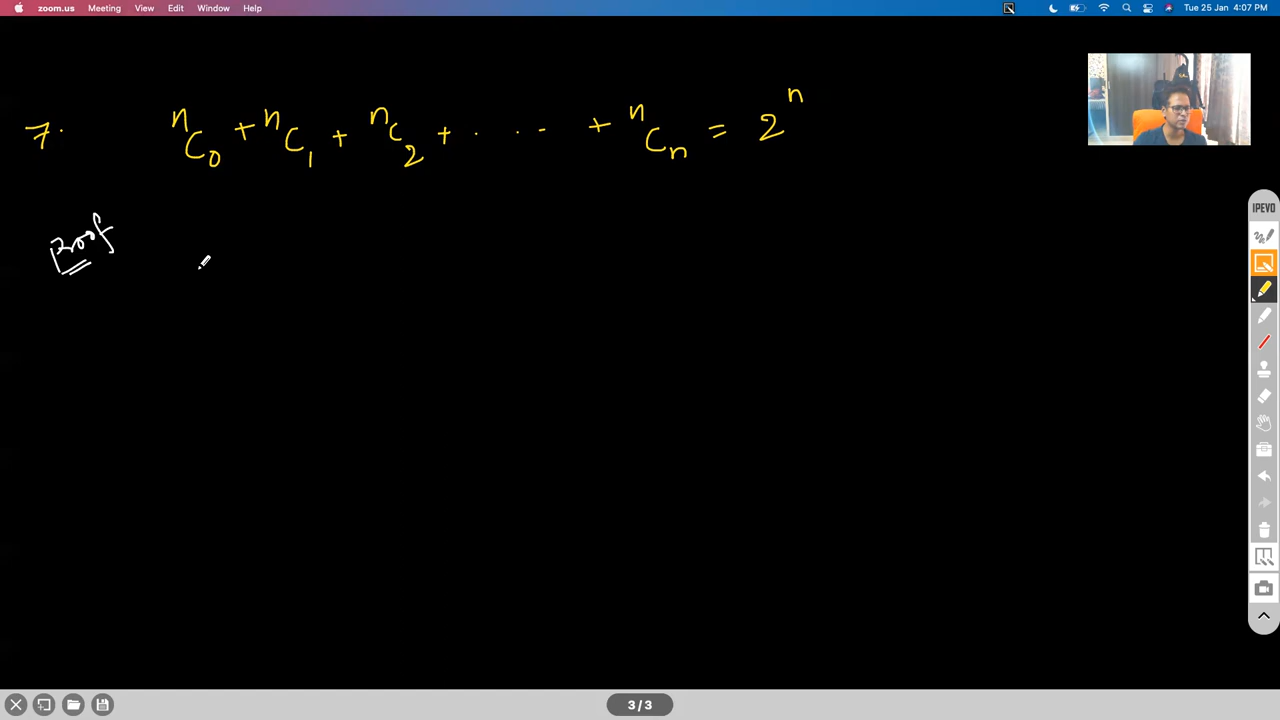 zoom.us Meeting View Edit Window Help Tue 25 Jan 4:07 PM
7. ⁿC₀ + ⁿC₁ + ⁿC₂ + . . . . + ⁿCₙ = 2ⁿ
Proof
IPEVO
3 / 3